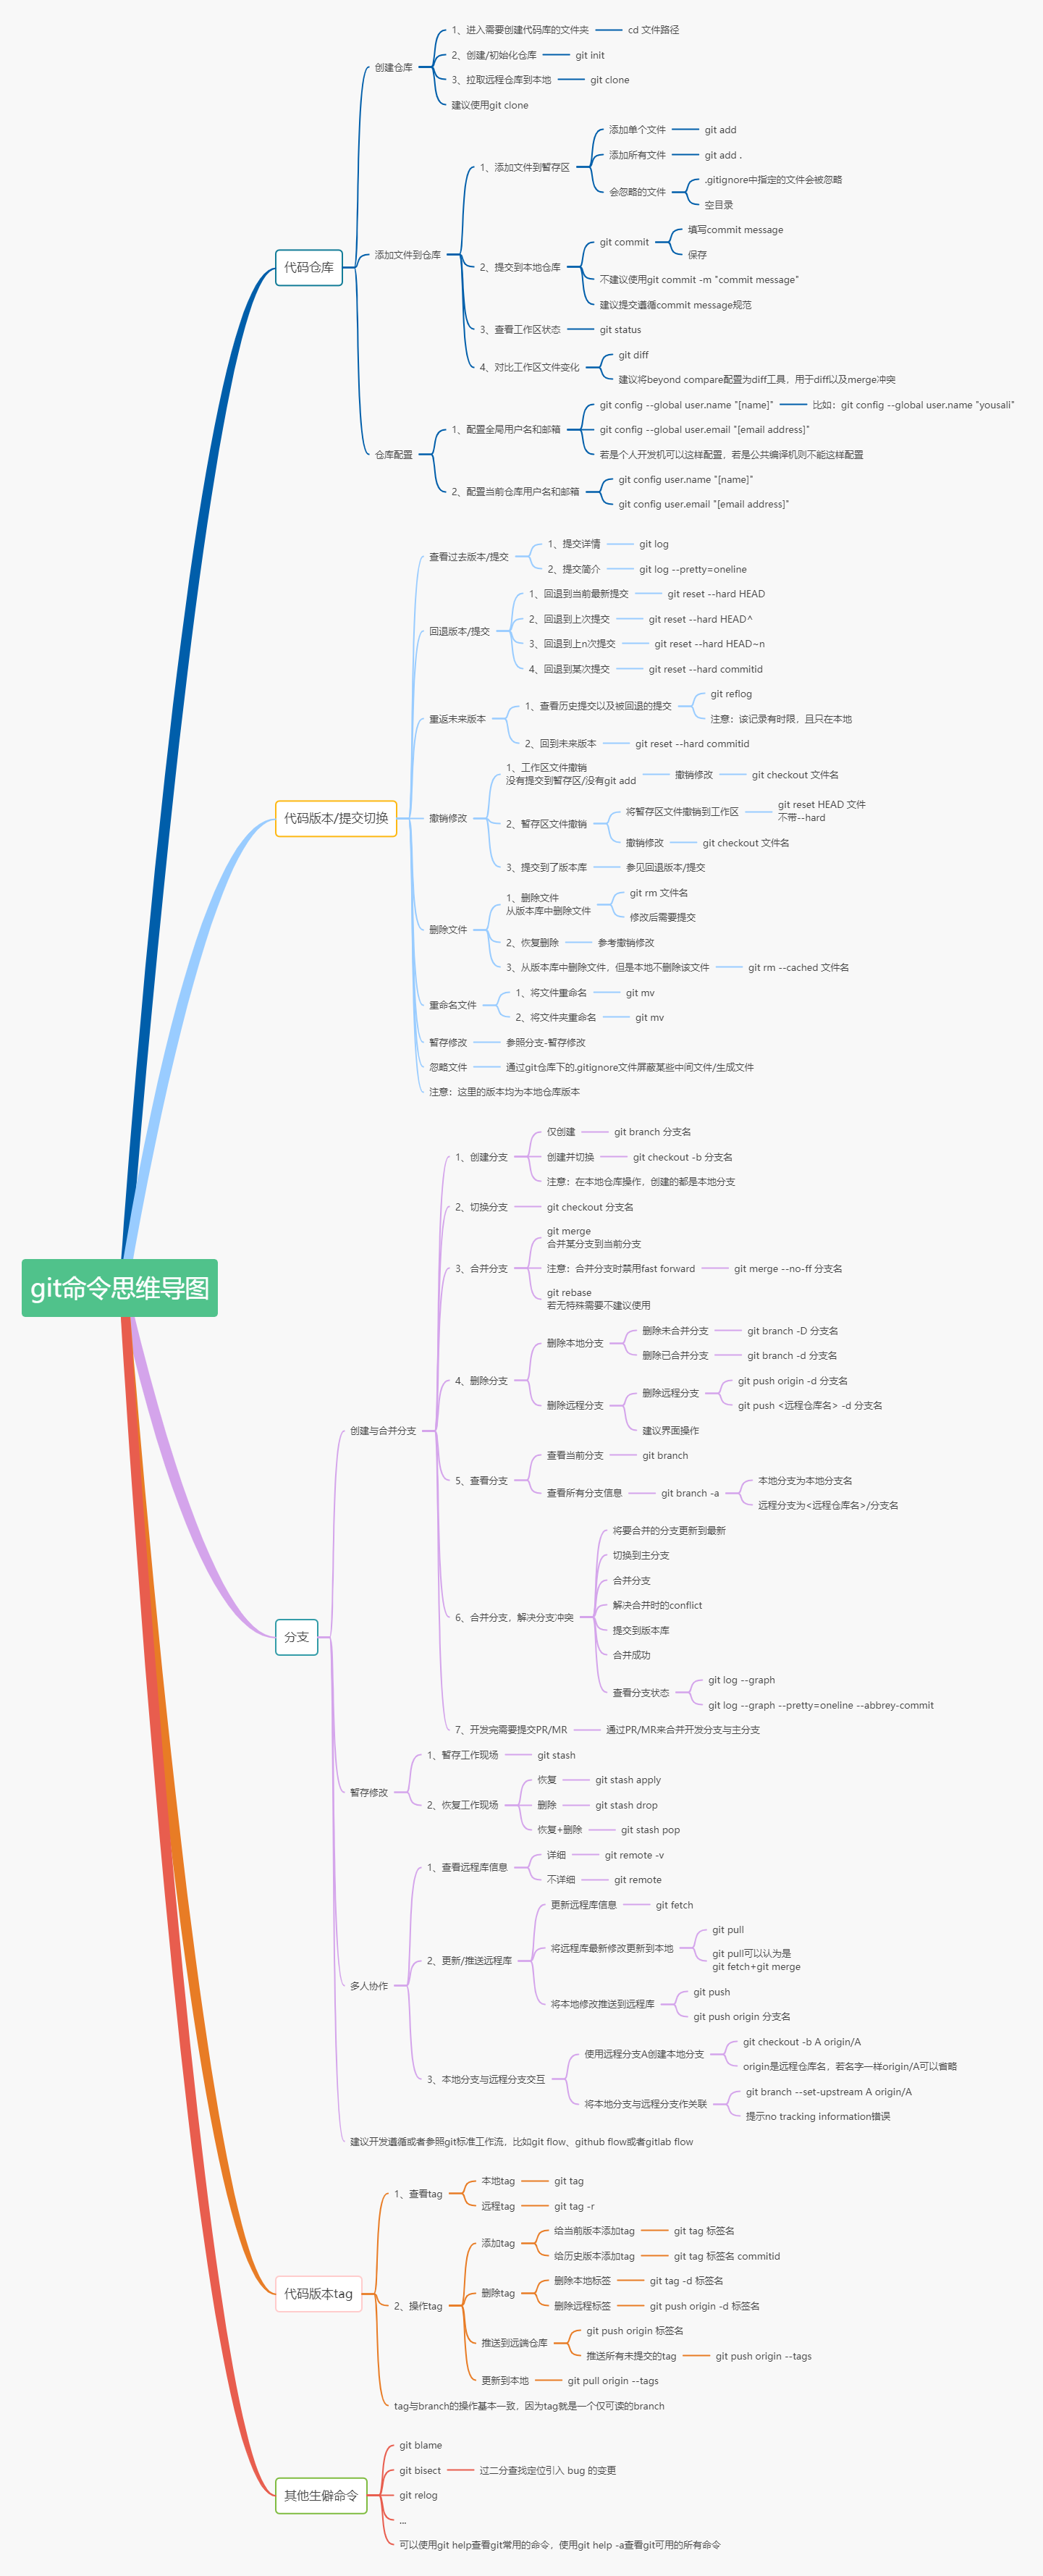 git命令思维导图
代码仓库
创建仓库
1、进入需要创建代码库的文件夹
cd 文件路径
2、创建/初始化仓库
git init
3、拉取远程仓库到本地
git clone
建议使用git clone
添加文件到仓库
1、添加文件到暂存区
添加单个文件
git add
添加所有文件
git add .
会忽略的文件
.gitignore中指定的文件会被忽略
空目录
2、提交到本地仓库
git commit
填写commit message
保存
不建议使用git commit -m "commit message"
建议提交遵循commit message规范
3、查看工作区状态
git status
4、对比工作区文件变化
git diff
建议将beyond compare配置为diff工具，用于diff以及merge冲突
仓库配置
1、配置全局用户名和邮箱
git config --global user.name "[name]"
比如：git config --global user.name "yousali"
git config --global user.email "[email address]"
若是个人开发机可以这样配置，若是公共编译机则不能这样配置
2、配置当前仓库用户名和邮箱
git config user.name "[name]"
git config user.email "[email address]"
代码版本/提交切换
查看过去版本/提交
1、提交详情
git log
2、提交简介
git log --pretty=oneline
回退版本/提交
1、回退到当前最新提交
git reset --hard HEAD
2、回退到上次提交
git reset --hard HEAD^
3、回退到上n次提交
git reset --hard HEAD~n
4、回退到某次提交
git reset --hard commitid
重返未来版本
1、查看历史提交以及被回退的提交
git reflog
注意：该记录有时限，且只在本地
2、回到未来版本
git reset --hard commitid
撤销修改
1、工作区文件撤销
没有提交到暂存区/没有git add
撤销修改
git checkout 文件名
2、暂存区文件撤销
将暂存区文件撤销到工作区
git reset HEAD 文件
不带--hard
撤销修改
git checkout 文件名
3、提交到了版本库
参见回退版本/提交
删除文件
1、删除文件
从版本库中删除文件
git rm 文件名
修改后需要提交
2、恢复删除
参考撤销修改
3、从版本库中删除文件，但是本地不删除该文件
git rm --cached 文件名
重命名文件
1、将文件重命名
git mv
2、将文件夹重命名
git mv
暂存修改
参照分支-暂存修改
忽略文件
通过git仓库下的.gitignore文件屏蔽某些中间文件/生成文件
注意：这里的版本均为本地仓库版本
分支
创建与合并分支
1、创建分支
仅创建
git branch 分支名
创建并切换
git checkout -b 分支名
注意：在本地仓库操作，创建的都是本地分支
2、切换分支
git checkout 分支名
3、合并分支
git merge
合并某分支到当前分支
注意：合并分支时禁用fast forward
git merge --no-ff 分支名
git rebase
若无特殊需要不建议使用
4、删除分支
删除本地分支
删除未合并分支
git branch -D 分支名
删除已合并分支
git branch -d 分支名
删除远程分支
删除远程分支
git push origin -d 分支名
git push <远程仓库名> -d 分支名
建议界面操作
5、查看分支
查看当前分支
git branch
查看所有分支信息
git branch -a
本地分支为本地分支名
远程分支为<远程仓库名>/分支名
6、合并分支，解决分支冲突
将要合并的分支更新到最新
切换到主分支
合并分支
解决合并时的conflict
提交到版本库
合并成功
查看分支状态
git log --graph
git log --graph --pretty=oneline --abbrey-commit
7、开发完需要提交PR/MR
通过PR/MR来合并开发分支与主分支
暂存修改
1、暂存工作现场
git stash
2、恢复工作现场
恢复
git stash apply
删除
git stash drop
恢复+删除
git stash pop
多人协作
1、查看远程库信息
详细
git remote -v
不详细
git remote
2、更新/推送远程库
更新远程库信息
git fetch
将远程库最新修改更新到本地
git pull
git pull可以认为是
git fetch+git merge
将本地修改推送到远程库
git push
git push origin 分支名
3、本地分支与远程分支交互
使用远程分支A创建本地分支
git checkout -b A origin/A
origin是远程仓库名，若名字一样origin/A可以省略
将本地分支与远程分支作关联
git branch --set-upstream A origin/A
提示no tracking information错误
建议开发遵循或者参照git标准工作流，比如git flow、github flow或者gitlab flow
代码版本tag
1、查看tag
本地tag
git tag
远程tag
git tag -r
2、操作tag
添加tag
给当前版本添加tag
git tag 标签名
给历史版本添加tag
git tag 标签名 commitid
删除tag
删除本地标签
git tag -d 标签名
删除远程标签
git push origin -d 标签名
推送到远端仓库
git push origin 标签名
推送所有未提交的tag
git push origin --tags
更新到本地
git pull origin --tags
tag与branch的操作基本一致，因为tag就是一个仅可读的branch
其他生僻命令
git blame
git bisect
过二分查找定位引入 bug 的变更
git relog
...
可以使用git help查看git常用的命令，使用git help -a查看git可用的所有命令